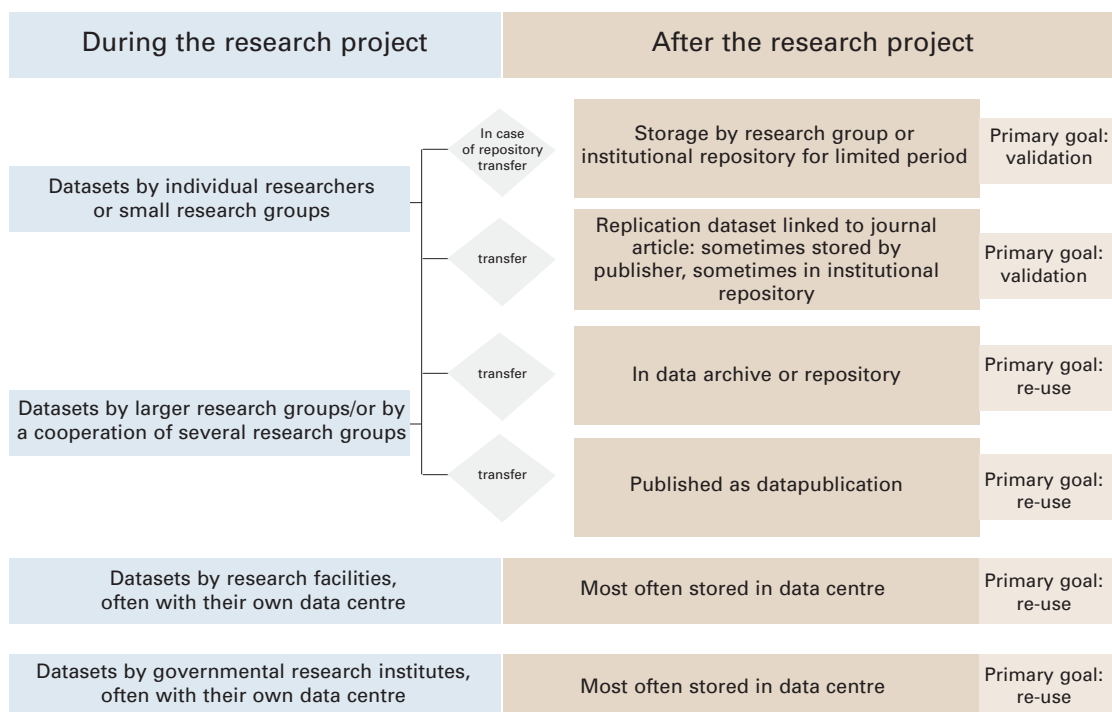 During the research project
After the research project
In case
of repository
transfer
Storage by research group or
institutional repository for limited period
Primary goal:
validation
Datasets by individual researchers
or small research groups
transfer
Replication dataset linked to journal
article: sometimes stored by
publisher, sometimes in institutional
repository
Primary goal:
validation
transfer
In data archive or repository
Primary goal:
re-use
Datasets by larger research groups/or by
a cooperation of several research groups
transfer
Published as datapublication
Primary goal:
re-use
Datasets by research facilities,
often with their own data centre
Most often stored in data centre
Primary goal:
re-use
Datasets by governmental research institutes,
often with their own data centre
Most often stored in data centre
Primary goal:
re-use